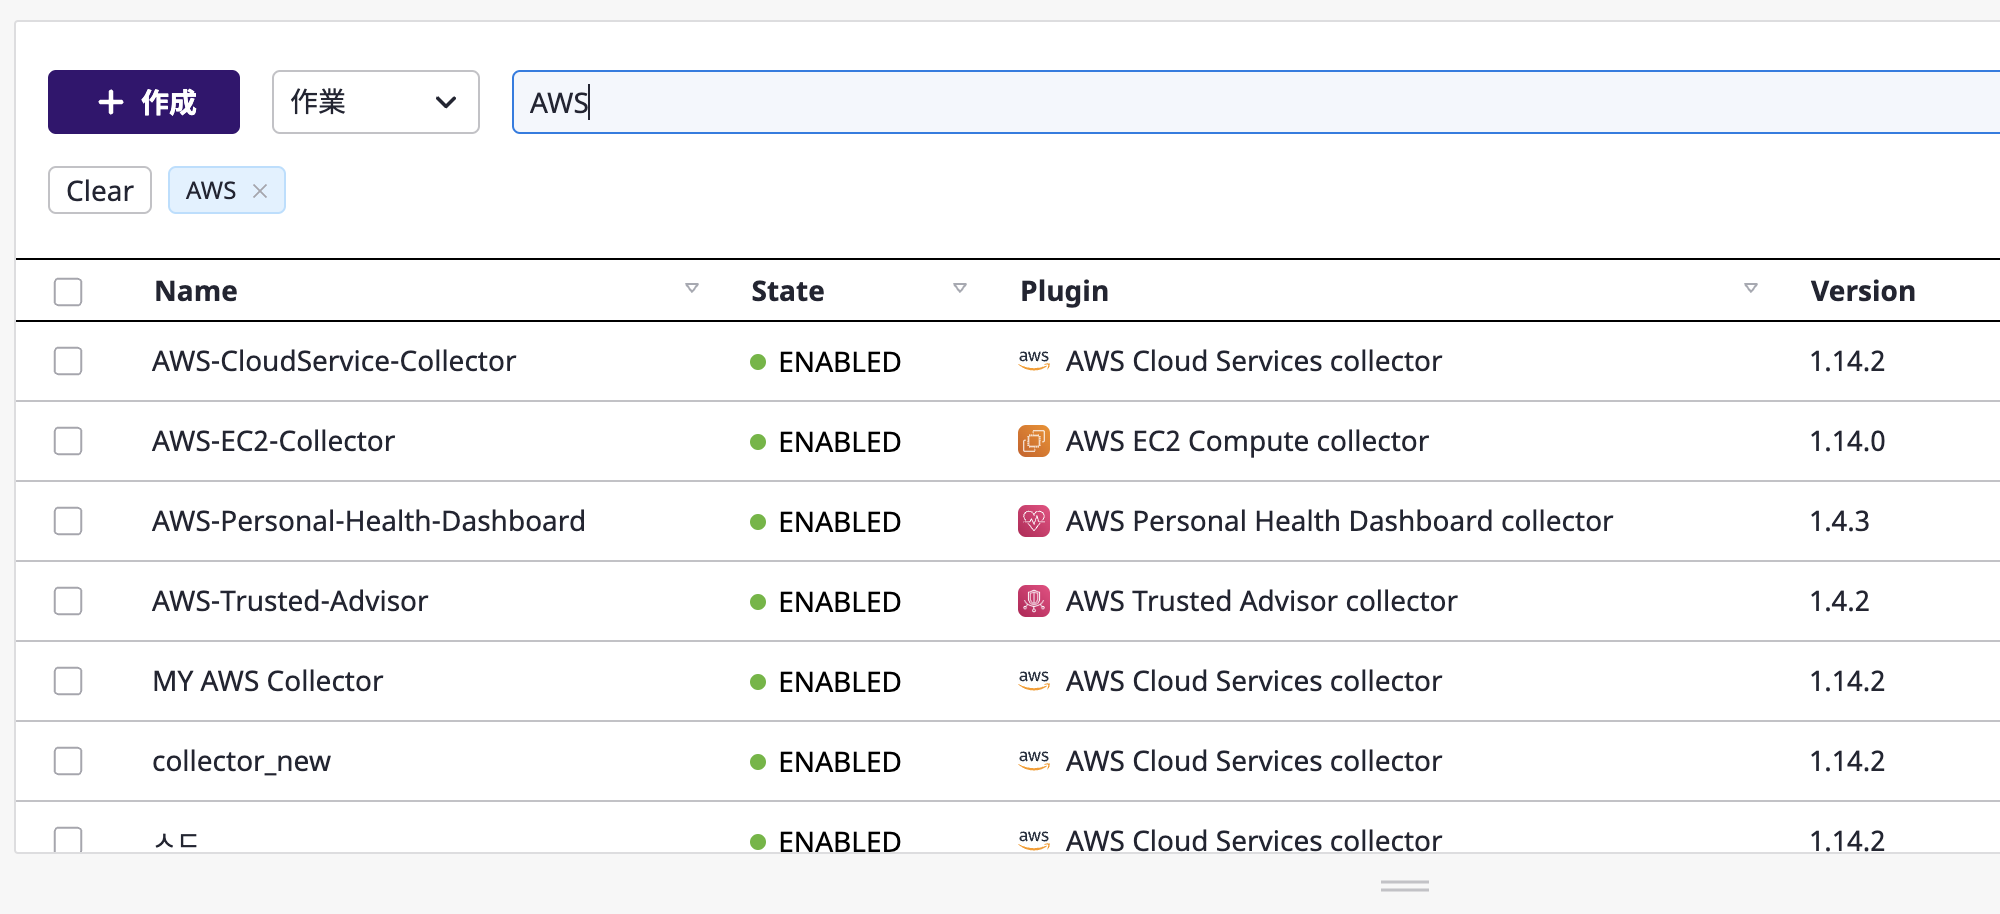 + 作成 作業 AWS
Clear AWS ×
Name State Plugin Version
AWS-CloudService-Collector ENABLED aws AWS Cloud Services collector 1.14.2
AWS-EC2-Collector ENABLED AWS EC2 Compute collector 1.14.0
AWS-Personal-Health-Dashboard ENABLED AWS Personal Health Dashboard collector 1.4.3
AWS-Trusted-Advisor ENABLED AWS Trusted Advisor collector 1.4.2
MY AWS Collector ENABLED aws AWS Cloud Services collector 1.14.2
collector_new ENABLED aws AWS Cloud Services collector 1.14.2
ㅅㄷ ENABLED aws AWS Cloud Services collector 1.14.2